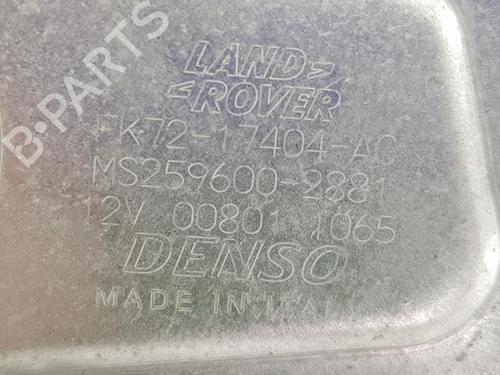 B-PARTS
LAND>
<ROVER
FK72-17404-AC
MS259600-2881
12V 00801 1065
DENSO
MADE IN ITALY